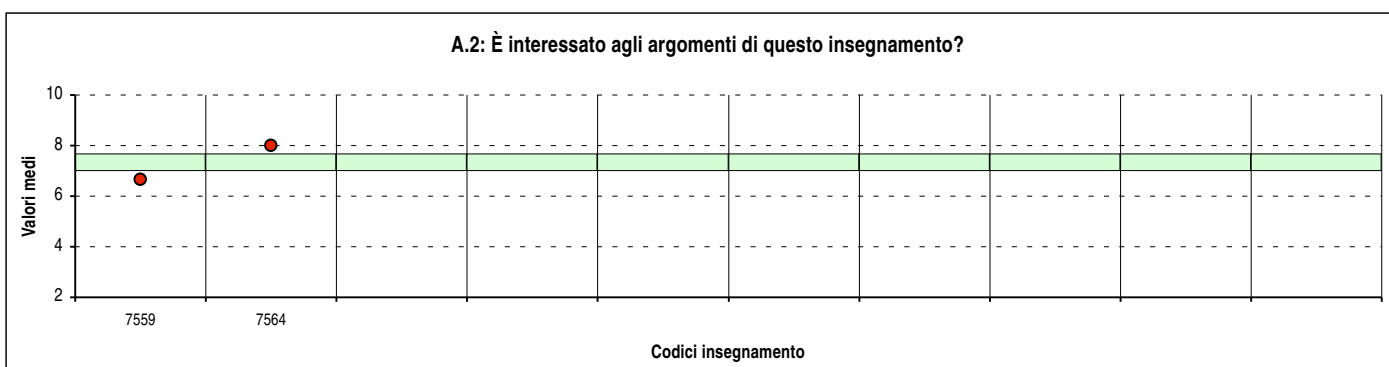 A.2: È interessato agli argomenti di questo insegnamento?
10
8
6
4
2
Valori medi
7559 7564
Codici insegnamento